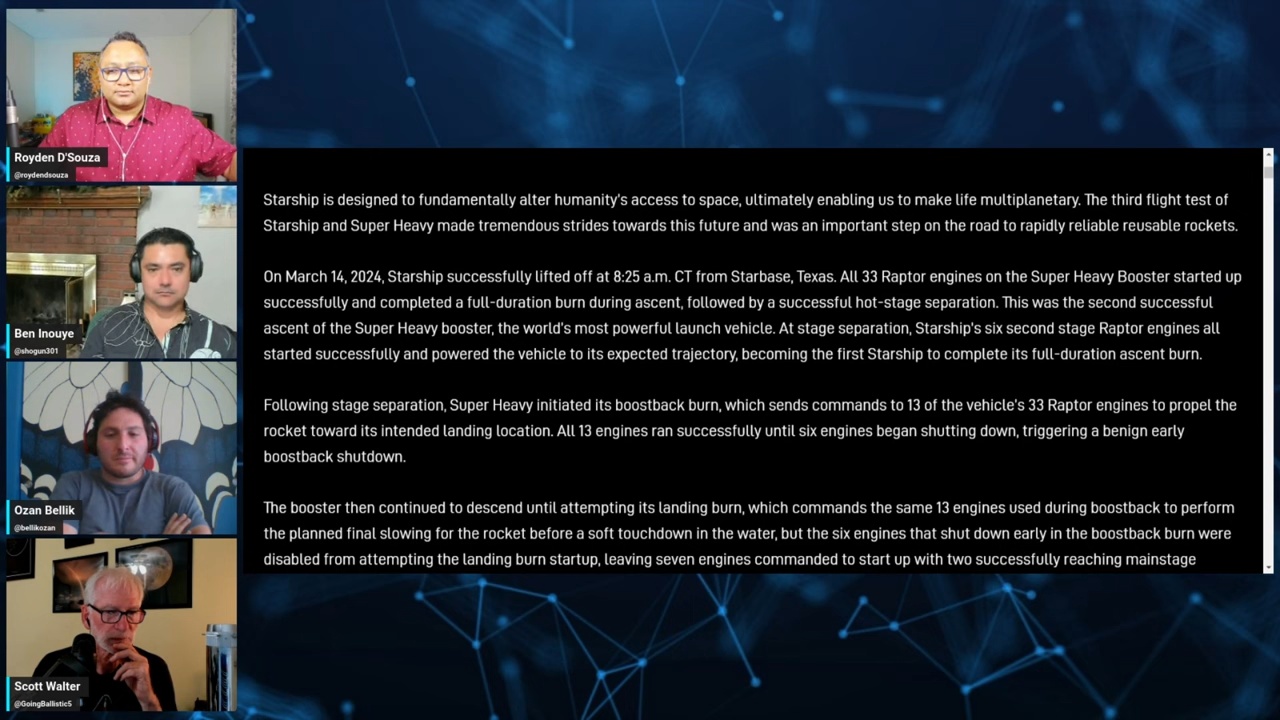 Royden D'Souza
@roydendsouza
Ben Inouye
@shogun301
Ozan Bellik
@bellikozan
Scott Walter
@GoingBallistic5
Starship is designed to fundamentally alter humanity's access to space, ultimately enabling us to make life multiplanetary. The third flight test of
Starship and Super Heavy made tremendous strides towards this future and was an important step on the road to rapidly reliable reusable rockets.
On March 14, 2024, Starship successfully lifted off at 8:25 a.m. CT from Starbase, Texas. All 33 Raptor engines on the Super Heavy Booster started up
successfully and completed a full-duration burn during ascent, followed by a successful hot-stage separation. This was the second successful
ascent of the Super Heavy booster, the world's most powerful launch vehicle. At stage separation, Starship's six second stage Raptor engines all
started successfully and powered the vehicle to its expected trajectory, becoming the first Starship to complete its full-duration ascent burn.
Following stage separation, Super Heavy initiated its boostback burn, which sends commands to 13 of the vehicle's 33 Raptor engines to propel the
rocket toward its intended landing location. All 13 engines ran successfully until six engines began shutting down, triggering a benign early
boostback shutdown.
The booster then continued to descend until attempting its landing burn, which commands the same 13 engines used during boostback to perform
the planned final slowing for the rocket before a soft touchdown in the water, but the six engines that shut down early in the boostback burn were
disabled from attempting the landing burn startup, leaving seven engines commanded to start up with two successfully reaching mainstage